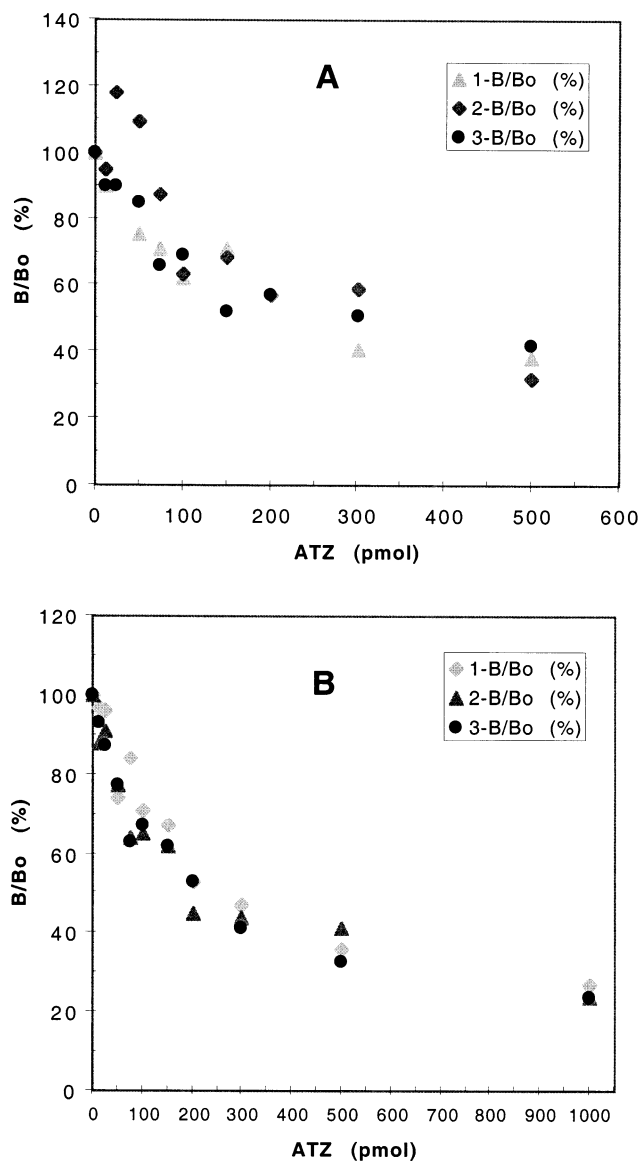 A
1-B/Bo (%)
2-B/Bo (%)
3-B/Bo (%)
B/Bo (%)
140
120
100
80
60
40
20
0
0 100 200 300 400 500 600
ATZ (pmol)
B
1-B/Bo (%)
2-B/Bo (%)
3-B/Bo (%)
B/Bo (%)
120
100
80
60
40
20
0
0 100 200 300 400 500 600 700 800 900 1000
ATZ (pmol)